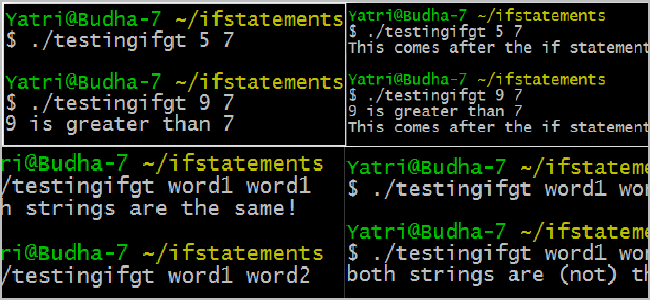 Yatri@Budha-7 ~/ifstatements
$ ./testingifgt 5 7
Yatri@Budha-7 ~/ifstatements
$ ./testingifgt 9 7
9 is greater than 7
Yatri@Budha-7 ~/ifstatements
$ ./testingifgt 5 7
This comes after the if statement
Yatri@Budha-7 ~/ifstatements
$ ./testingifgt 9 7
9 is greater than 7
This comes after the if statement
ri@Budha-7 ~/ifstatements
/testingifgt word1 word1
h strings are the same!
ri@Budha-7 ~/ifstatements
/testingifgt word1 word2
Yatri@Budha-7 ~/ifstateme
$ ./testingifgt word1 wor
Yatri@Budha-7 ~/ifstateme
$ ./testingifgt word1 wo
both strings are (not) th